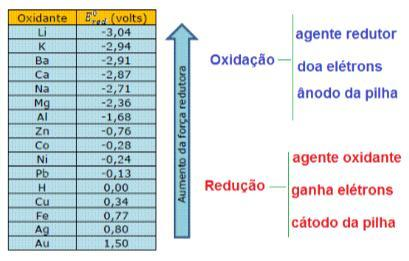 Oxidante E⁰red (volts)
Li -3,04
K -2,94
Ba -2,91
Ca -2,87
Na -2,71
Mg -2,36
Al -1,68
Zn -0,76
Co -0,28
Ni -0,24
Pb -0,13
H 0,00
Cu 0,34
Fe 0,77
Ag 0,80
Au 1,50
Aumento da força redutora
Oxidação
agente redutor
doa elétrons
ânodo da pilha
Redução
agente oxidante
ganha elétrons
cátodo da pilha